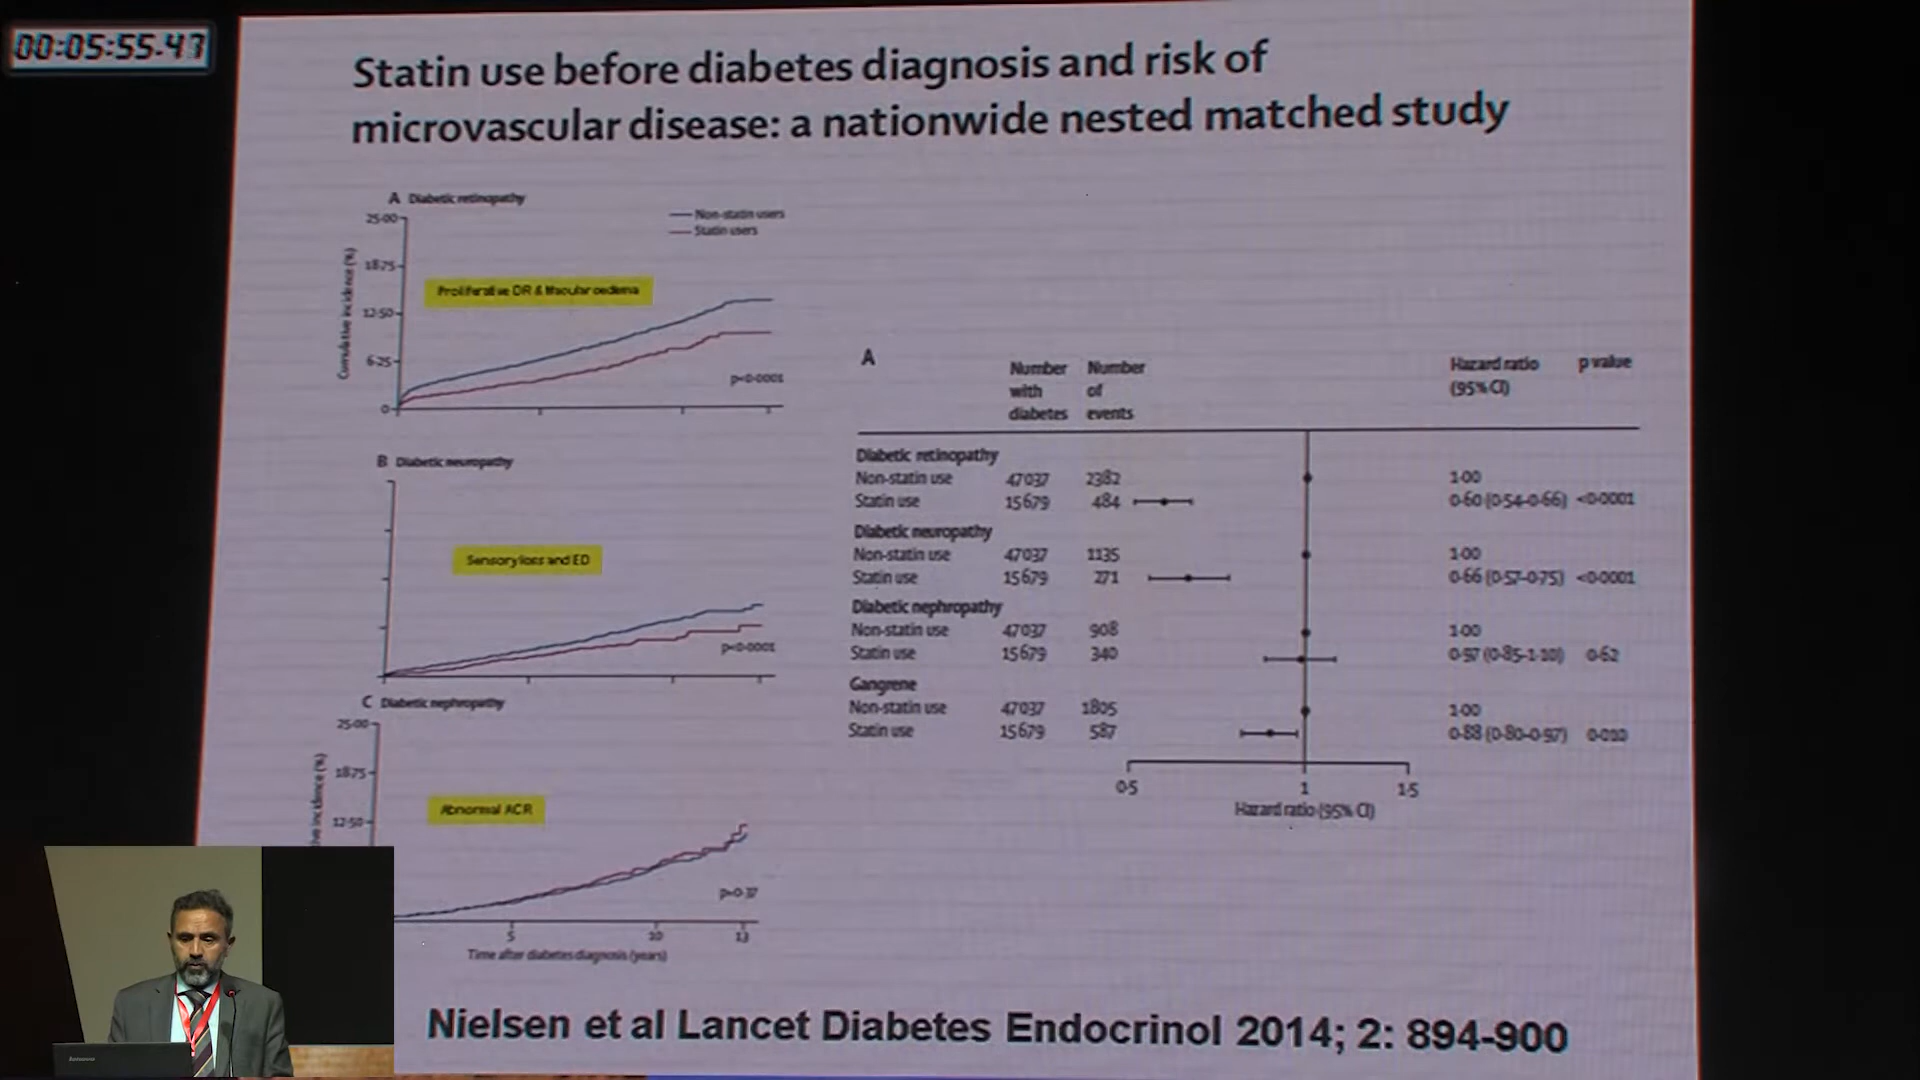 00:05:55.43
Statin use before diabetes diagnosis and risk of
microvascular disease: a nationwide nested matched study
A Diabetic retinopathy
25·00
18·75
12·50
6·25
0
Cumulative incidence (%)
Non-statin users
Statin users
Proliferative DR & Macular oedema
p<0·0001
B Diabetic neuropathy
Sensory loss and ED
p<0·0001
C Diabetic nephropathy
25·00
18·75
12·50
incidence (%)
Abnormal ACR
p=0·37
5
10
13
Time after diabetes diagnosis (years)
A
Number with diabetes
Number of events
Hazard ratio (95% CI)
p value
Diabetic retinopathy
Non-statin use 47037 2382 1·00
Statin use 15679 484 0·60 (0·54-0·66) <0·0001
Diabetic neuropathy
Non-statin use 47037 1135 1·00
Statin use 15679 271 0·66 (0·57-0·75) <0·0001
Diabetic nephropathy
Non-statin use 47037 908 1·00
Statin use 15679 340 0·97 (0·85-1·10) 0·62
Gangrene
Non-statin use 47037 1805 1·00
Statin use 15679 587 0·88 (0·80-0·97) 0·010
0·5 1 1·5
Hazard ratio (95% CI)
lenovo
Nielsen et al Lancet Diabetes Endocrinol 2014; 2: 894-900